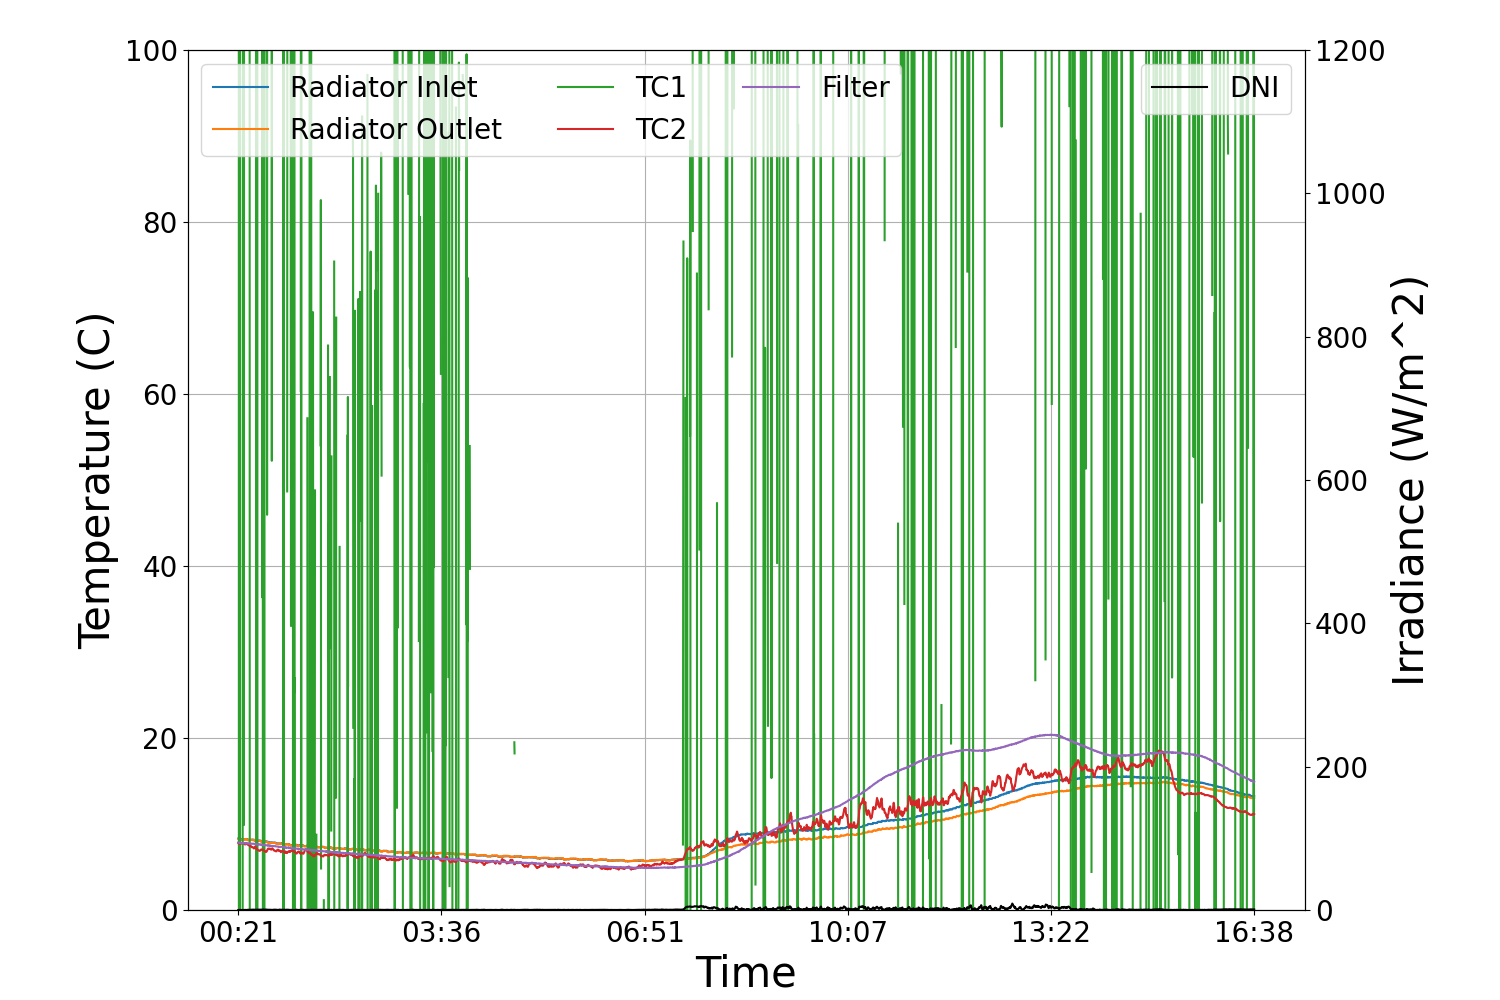 Radiator Inlet
Radiator Outlet
TC1
TC2
Filter
DNI
Temperature (C)
100
80
60
40
20
0
Irradiance (W/m^2)
1200
1000
800
600
400
200
0
00:21 03:36 06:51 10:07 13:22 16:38
Time